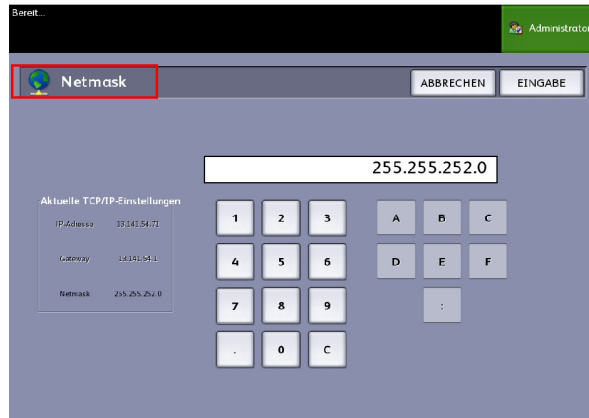 Bereit...
Administrato
Netmask
ABBRECHEN
EINGABE
255.255.252.0
Aktuelle TCP/IP-Einstellungen
IP-Adresse 13.141.54.71
Gateway 13.141.54.1
Netmask 255.255.252.0
1 2 3 A B C
4 5 6 D E F
7 8 9 :
. 0 C